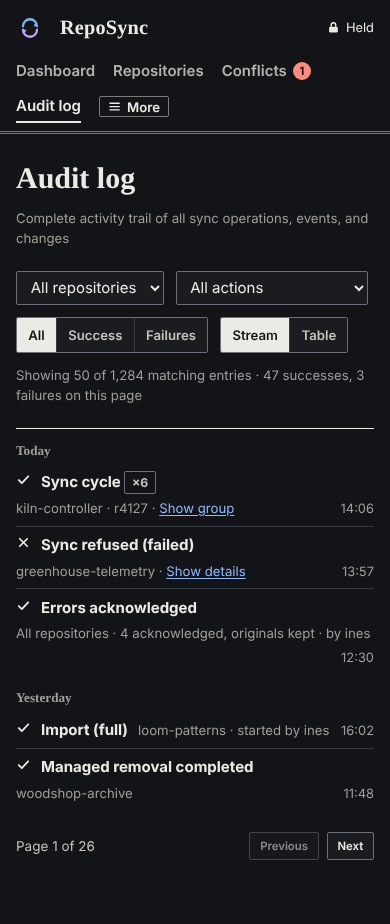 RepoSync
Held
Dashboard Repositories Conflicts 1
Audit log More
Audit log
Complete activity trail of all sync operations, events, and
changes
All repositories All actions
All Success Failures Stream Table
Showing 50 of 1,284 matching entries · 47 successes, 3
failures on this page
Today
Sync cycle ×6
kiln-controller · r4127 · Show group 14:06
Sync refused (failed)
greenhouse-telemetry · Show details 13:57
Errors acknowledged
All repositories · 4 acknowledged, originals kept · by ines
12:30
Yesterday
Import (full) loom-patterns · started by ines 16:02
Managed removal completed
woodshop-archive 11:48
Page 1 of 26 Previous Next